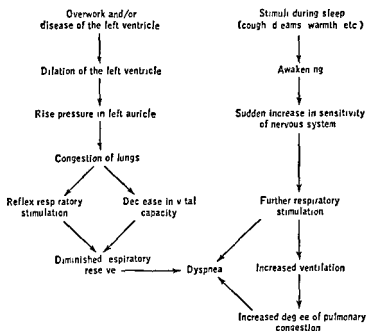 Overwork and/or
disease of the left ventricle
Dilation of the left ventricle
Rise pressure in left auricle
Congestion of lungs
Reflex resp ratory
stimulation
Dec ease in v tal
capacity
Diminished espiratory
rese ve
Dyspnea
Stimuli during sleep
(cough d eams warmth etc)
Awaken ng
Sudden increase in sensitivity
of nervous system
Further respiratory
stimulation
Increased ventilation
Increased deg ee of pulmonary
congestion